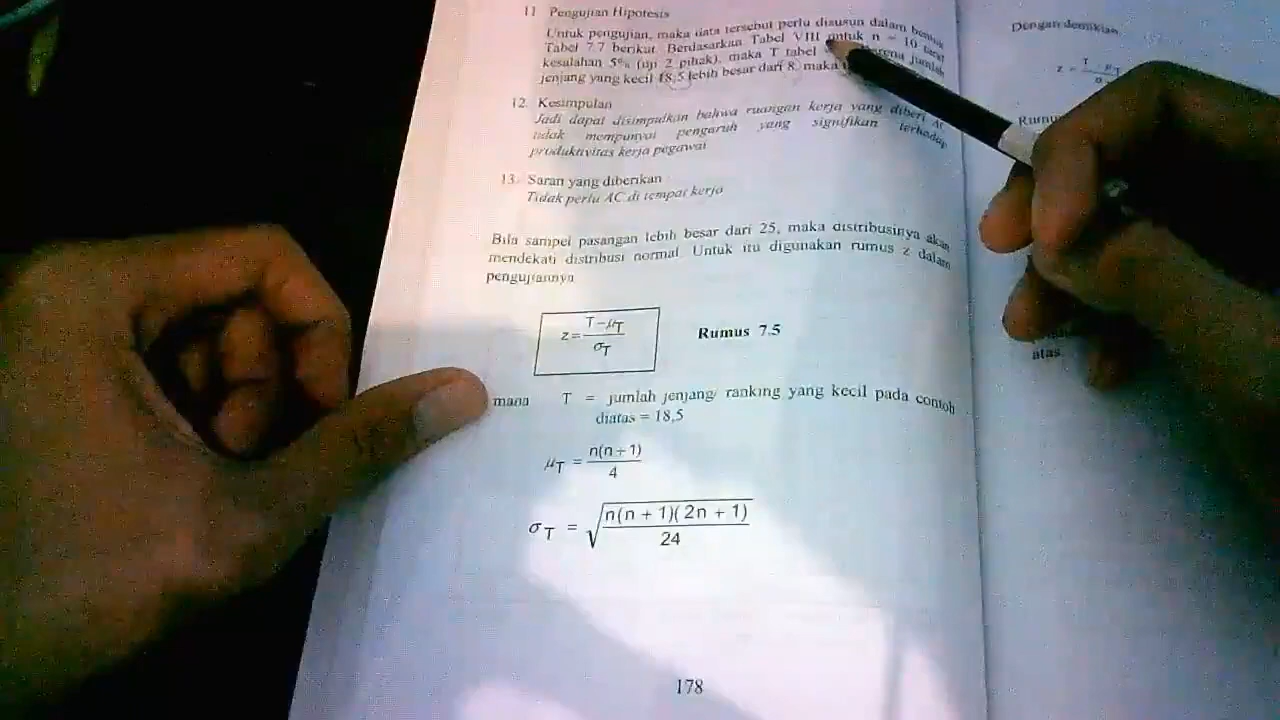 11 Pengujian Hipotesis
Untuk pengujian, maka data tersebut perlu disusun dalam bentuk
Tabel 7.7 berikut. Berdasarkan Tabel VIII untuk n = 10 taraf
kesalahan 5% (uji 2 pihak), maka T tabel karena jumlah
jenjang yang kecil 18,5 lebih besar dari 8, maka
12. Kesimpulan
Jadi dapat disimpulkan bahwa ruangan kerja yang diberi AC
tidak mempunyai pengaruh yang signifikan terhadap
produktivitas kerja pegawai
13. Saran yang diberikan
Tidak perlu AC di tempat kerja
Bila sampel pasangan lebih besar dari 25, maka distribusinya akan
mendekati distribusi normal. Untuk itu digunakan rumus z dalam
pengujiannya
z = (T - μT) / σT Rumus 7.5
mana T = jumlah jenjang/ ranking yang kecil pada contoh
diatas = 18,5
μT = n(n + 1) / 4
σT = √(n(n + 1)(2n + 1) / 24)
178
Dengan demikian
z = T - μT
atas